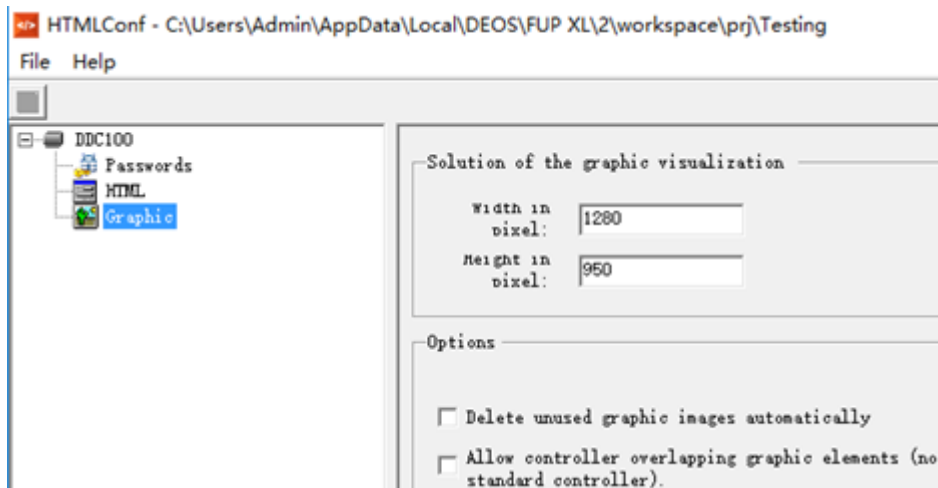 HTMLConf - C:\Users\Admin\AppData\Local\DEOS\FUP XL\2\workspace\prj\Testing
File Help
DDC100
Passwords
HTML
Graphic
Solution of the graphic visualization
Width in
pixel:
1280
Height in
pixel:
950
Options
Delete unused graphic images automatically
Allow controller overlapping graphic elements (no
standard controller).